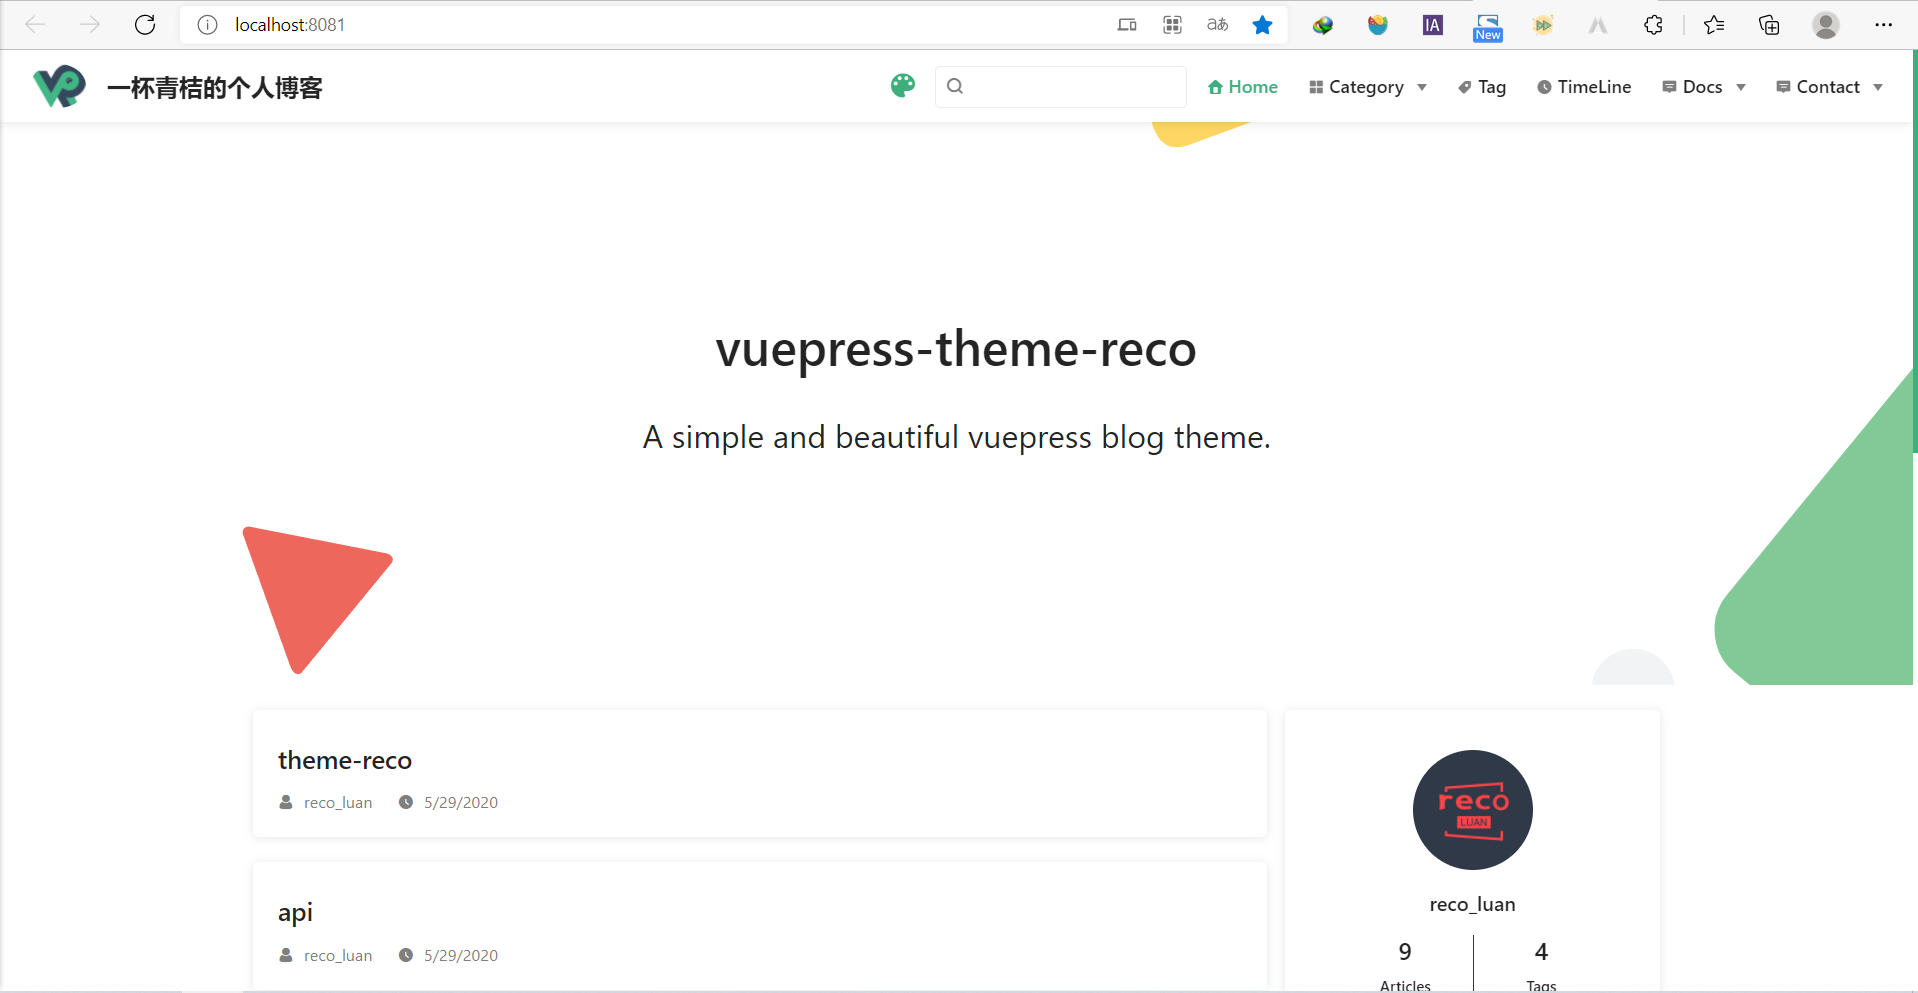 localhost:8081
aあ
IA
New
一杯青桔的个人博客
Home
Category
Tag
TimeLine
Docs
Contact
vuepress-theme-reco
A simple and beautiful vuepress blog theme.
theme-reco
reco_luan 5/29/2020
reco
LUAN
api
reco_luan
reco_luan 5/29/2020
9 4
Articles Tags